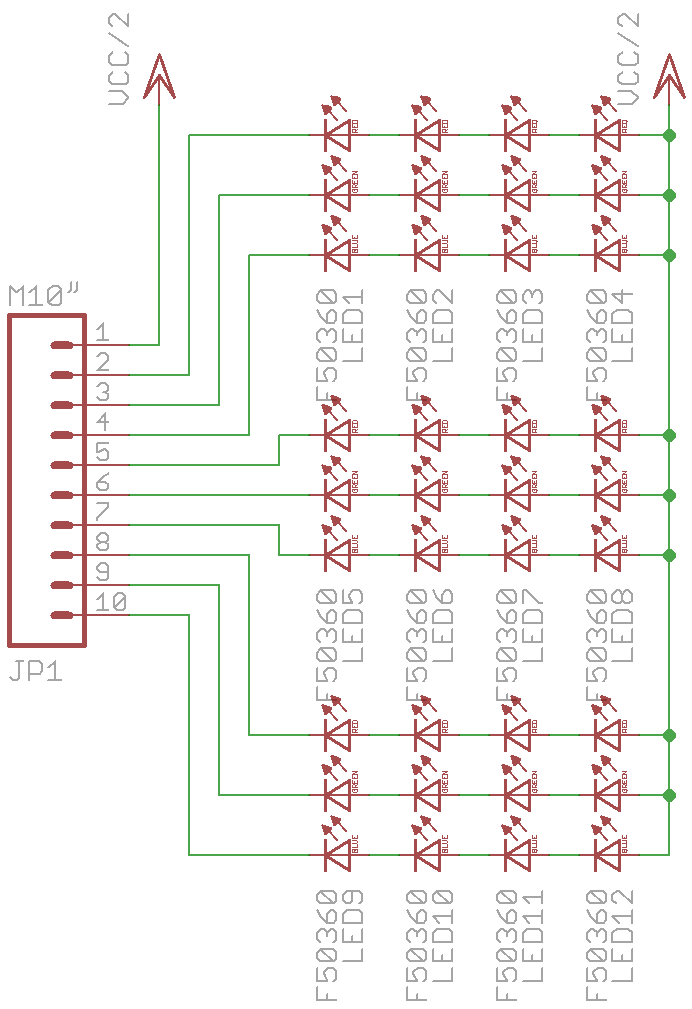 VCC/2
VCC/2
RED
RED
RED
RED
GREEN
GREEN
GREEN
GREEN
BLUE
BLUE
BLUE
BLUE
M10"
F50360
LED1
F50360
LED2
F50360
LED3
F50360
LED4
1
2
3
4
5
6
7
8
9
10
RED
RED
RED
RED
GREEN
GREEN
GREEN
GREEN
BLUE
BLUE
BLUE
BLUE
F50360
LED5
F50360
LED6
F50360
LED7
F50360
LED8
JP1
RED
RED
RED
RED
GREEN
GREEN
GREEN
GREEN
BLUE
BLUE
BLUE
BLUE
F50360
LED9
F50360
LED10
F50360
LED11
F50360
LED12